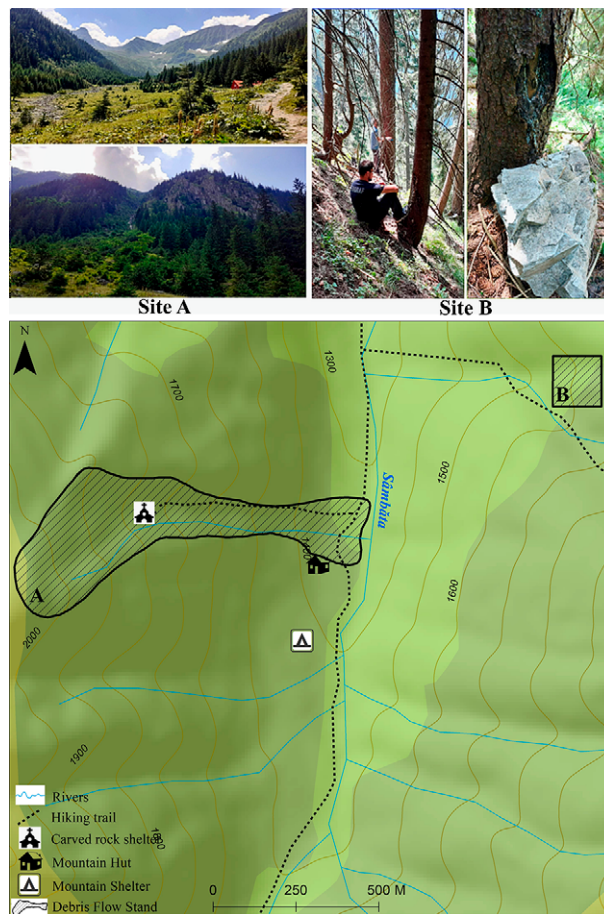 Site A
Site B
N
1300
1700
B
1500
Sâmbăta
A
1600
2000
1900
Rivers
Hiking trail
Carved rock shelter
Mountain Hut
Mountain Shelter
0 250 500 M
Debris Flow Stand